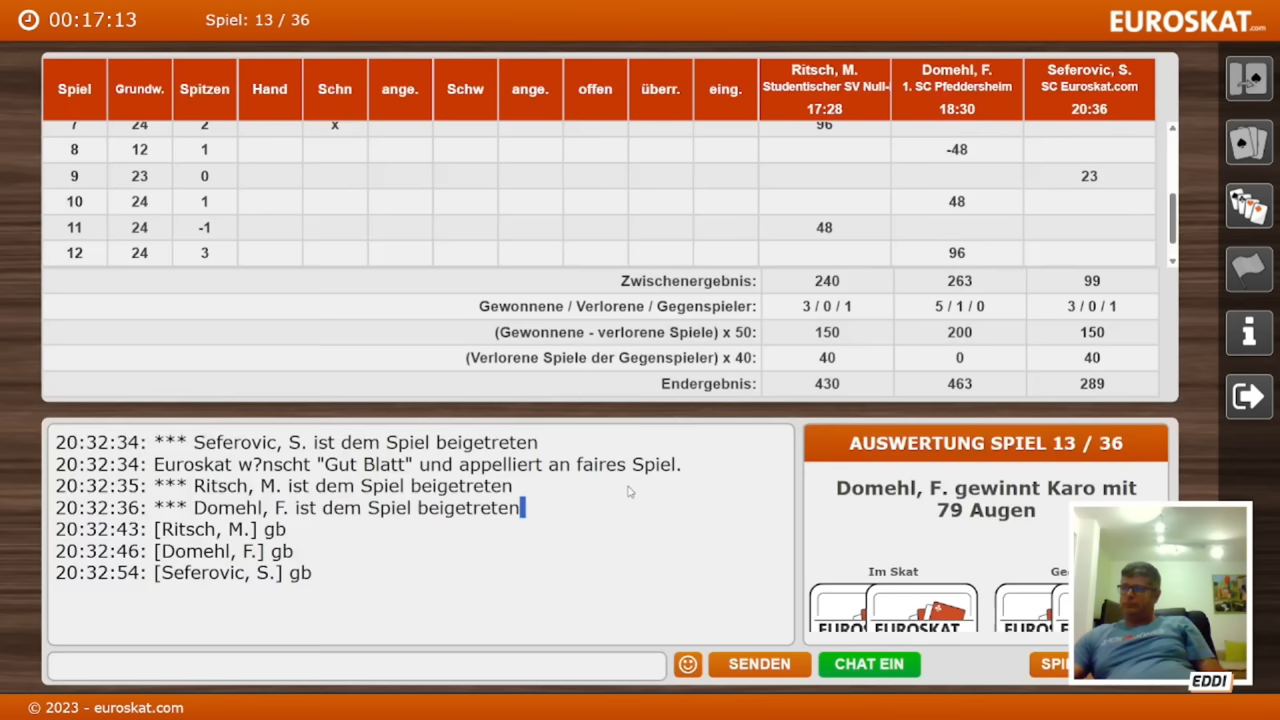 00:17:13
Spiel: 13 / 36
EUROSKAT.com
Spiel Grundw. Spitzen Hand Schn ange. Schw ange. offen überr. eing.
Ritsch, M. Domehl, F. Seferovic, S.
Studentischer SV Null- 1. SC Pfeddersheim SC Euroskat.com
17:28 18:30 20:36
7 24 2 x 96
8 12 1 -48
9 23 0 23
10 24 1 48
11 24 -1 48
12 24 3 96
Zwischenergebnis: 240 263 99
Gewonnene / Verlorene / Gegenspieler: 3 / 0 / 1 5 / 1 / 0 3 / 0 / 1
(Gewonnene - verlorene Spiele) x 50: 150 200 150
(Verlorene Spiele der Gegenspieler) x 40: 40 0 40
Endergebnis: 430 463 289
20:32:34: *** Seferovic, S. ist dem Spiel beigetreten
20:32:34: Euroskat w?nscht "Gut Blatt" und appelliert an faires Spiel.
20:32:35: *** Ritsch, M. ist dem Spiel beigetreten
20:32:36: *** Domehl, F. ist dem Spiel beigetreten
20:32:43: [Ritsch, M.] gb
20:32:46: [Domehl, F.] gb
20:32:54: [Seferovic, S.] gb
SENDEN
CHAT EIN
AUSWERTUNG SPIEL 13 / 36
Domehl, F. gewinnt Karo mit
79 Augen
Im Skat
Ge
EUROSKAT
SPI
EDDI
© 2023 - euroskat.com